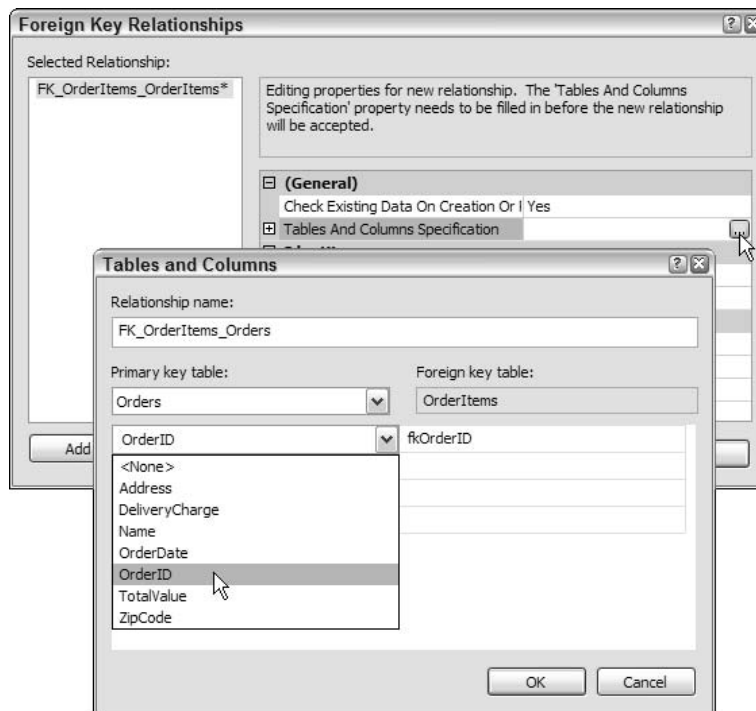 Foreign Key Relationships
Selected Relationship:
FK_OrderItems_OrderItems*
Editing properties for new relationship. The 'Tables And Columns
Specification' property needs to be filled in before the new relationship
will be accepted.
(General)
Check Existing Data On Creation Or Yes
Tables And Columns Specification
...
Tables and Columns
Relationship name:
FK_OrderItems_Orders
Primary key table:
Foreign key table:
Orders
OrderItems
Add
OrderID
fkOrderID
<None>
Address
DeliveryCharge
Name
OrderDate
OrderID
TotalValue
ZipCode
OK
Cancel